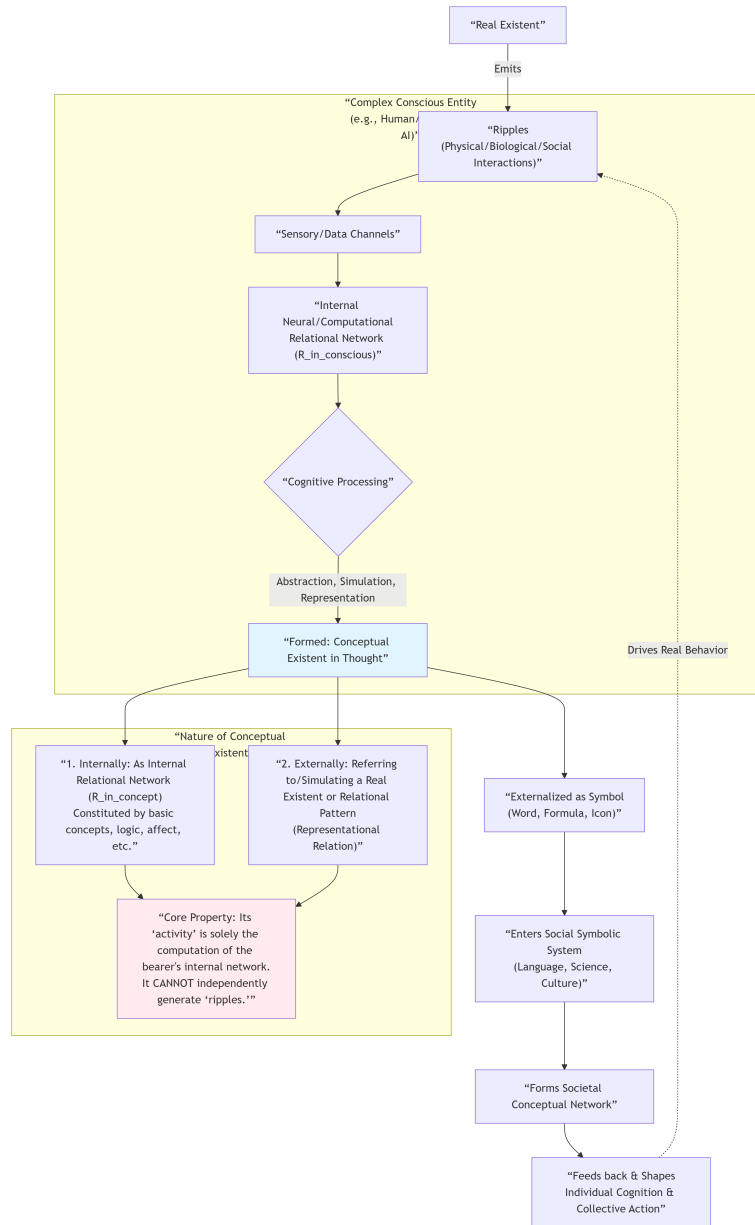 “Real Existent”
Emits
“Complex Conscious Entity
(e.g., Human/
AI)”
“Ripples
(Physical/Biological/Social
Interactions)”
“Sensory/Data Channels”
“Internal
Neural/Computational
Relational Network
(R_in_conscious)”
“Cognitive Processing”
Abstraction, Simulation,
Representation
“Formed: Conceptual
Existent in Thought”
Drives Real Behavior
“Nature of Conceptual
xistent
“1. Internally: As Internal
Relational Network
(R_in_concept)
Constituted by basic
concepts, logic, affect,
etc.”
“2. Externally: Referring
to/Simulating a Real
Existent or Relational
Pattern
(Representational
Relation)”
“Externalized as Symbol
(Word, Formula, Icon)”
“Core Property: Its
‘activity’ is solely the
computation of the
bearer's internal network.
It CANNOT independently
generate ‘ripples.’”
“Enters Social Symbolic
System
(Language, Science,
Culture)”
“Forms Societal
Conceptual Network”
“Feeds back & Shapes
Individual Cognition &
Collective Action”